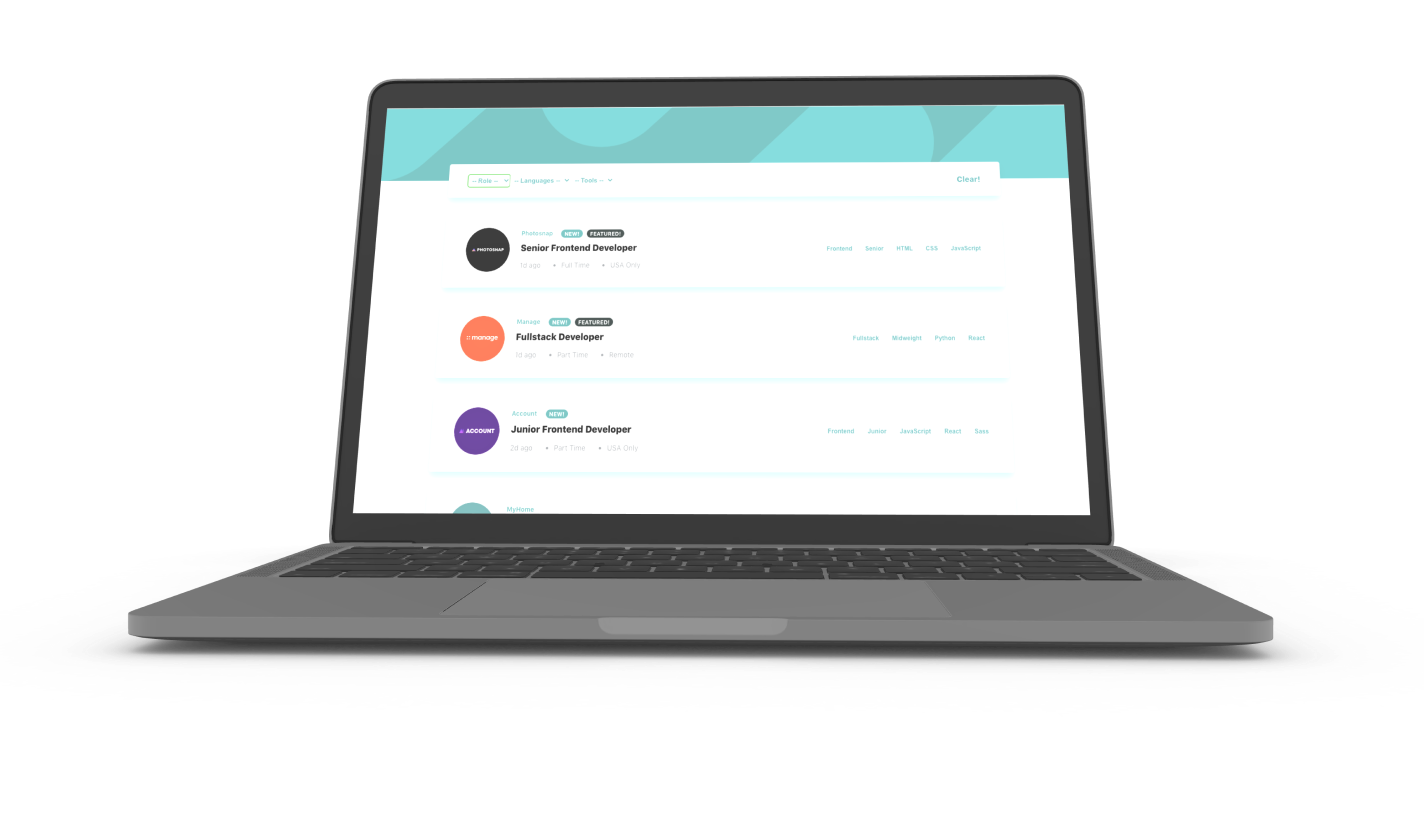 -- Role -- -- Languages -- -- Tools -- Clear!
PHOTOSNAP
Photosnap NEW! FEATURED!
Senior Frontend Developer
1d ago • Full Time • USA Only
Frontend Senior HTML CSS JavaScript
manage
Manage NEW! FEATURED!
Fullstack Developer
1d ago • Part Time • Remote
Fullstack Midweight Python React
ACCOUNT
Account NEW!
Junior Frontend Developer
2d ago • Part Time • USA Only
Frontend Junior JavaScript React Sass
MyHome